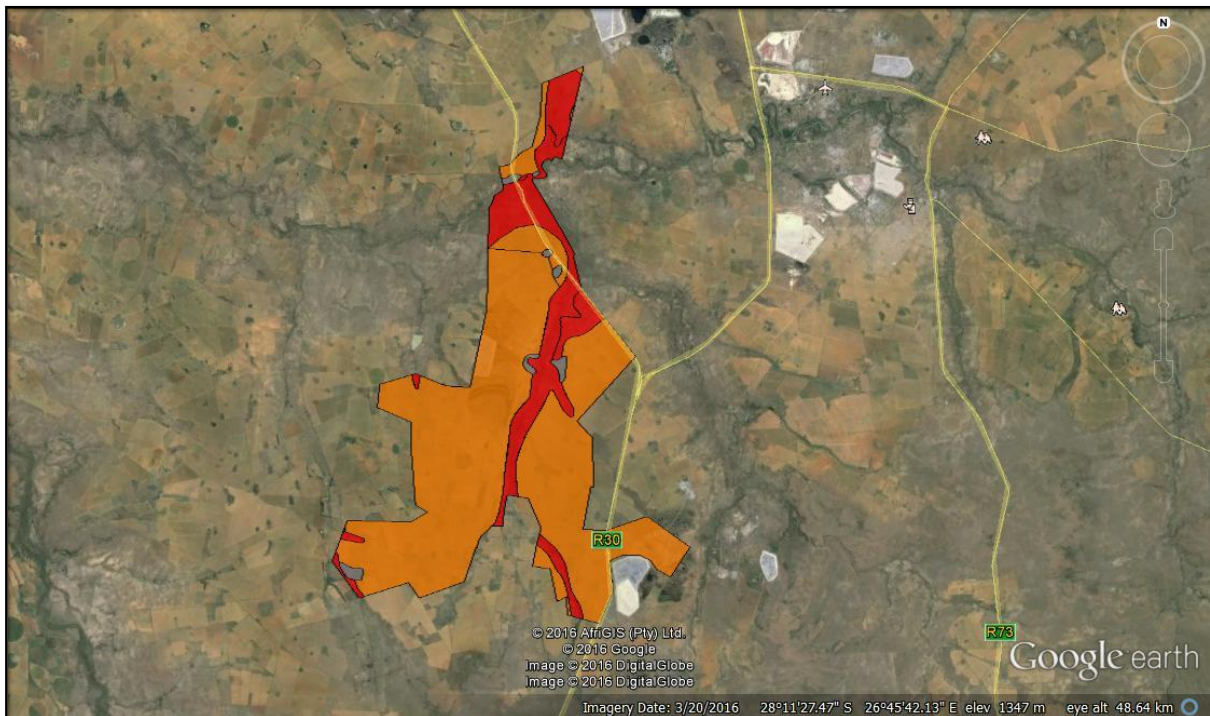 N
R30
R73
© 2016 AfriGIS (Pty) Ltd.
© 2016 Google
Image © 2016 DigitalGlobe
Image © 2016 DigitalGlobe
Google earth
Imagery Date: 3/20/2016 28°11'27.47" S 26°45'42.13" E elev 1347 m eye alt 48.64 km